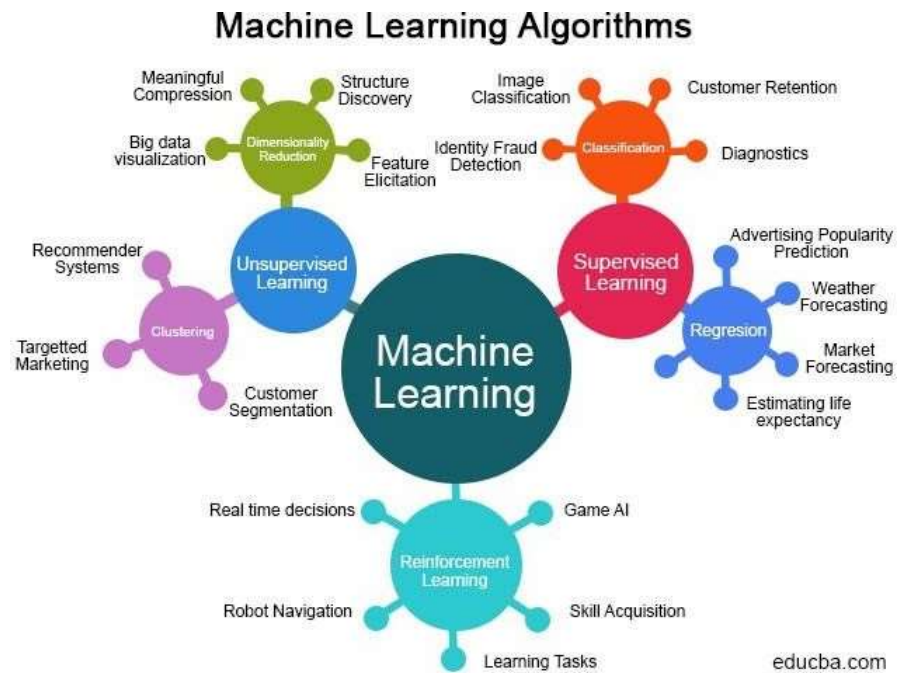 Machine Learning Algorithms
Meaningful
Compression
Structure
Discovery
Big data
visualization
Dimensionality
Reduction
Feature
Elicitation
Image
Classification
Customer Retention
Identity Fraud
Detection
Classification
Diagnostics
Recommender
Systems
Unsupervised
Learning
Clustering
Targetted
Marketing
Customer
Segmentation
Supervised
Learning
Advertising Popularity
Prediction
Weather
Forecasting
Regresion
Market
Forecasting
Estimating life
expectancy
Machine
Learning
Real time decisions
Game AI
Reinforcement
Learning
Robot Navigation
Skill Acquisition
Learning Tasks
educba.com